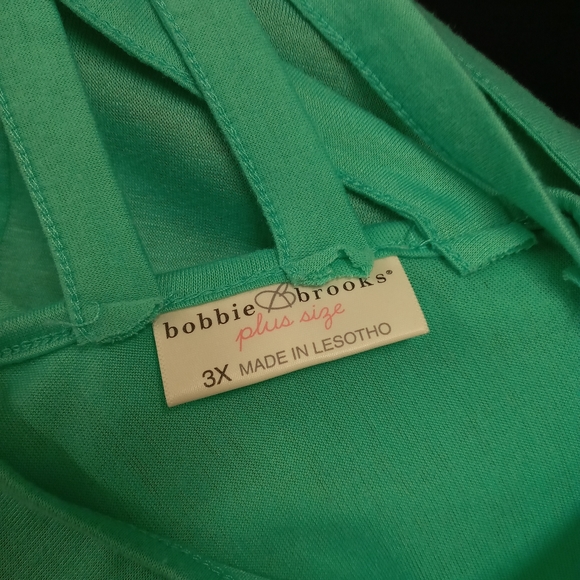 bobbie B brooks®
plus size
3X MADE IN LESOTHO